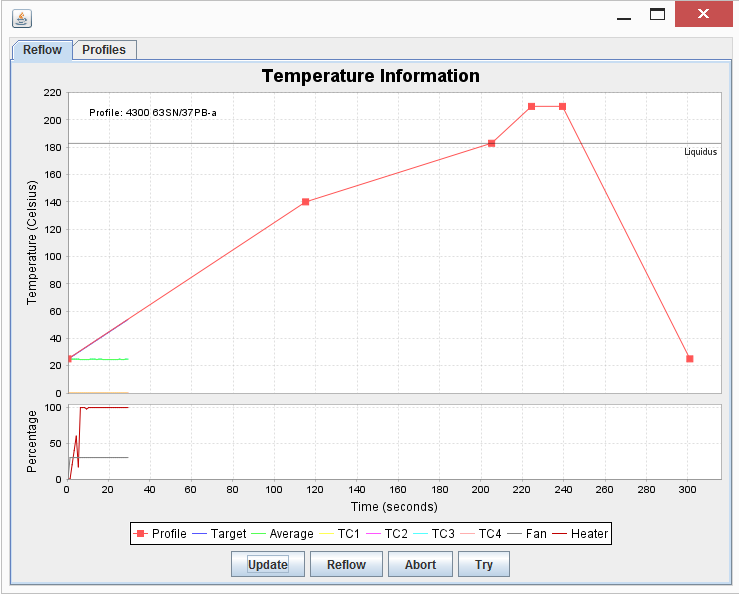 Reflow Profiles
Temperature Information
Profile: 4300 63SN/37PB-a
Liquidus
Temperature (Celsius)
220
200
180
160
140
120
100
80
60
40
20
0
Percentage
100
50
0
0 20 40 60 80 100 120 140 160 180 200 220 240 260 280 300
Time (seconds)
Profile Target Average TC1 TC2 TC3 TC4 Fan Heater
Update Reflow Abort Try